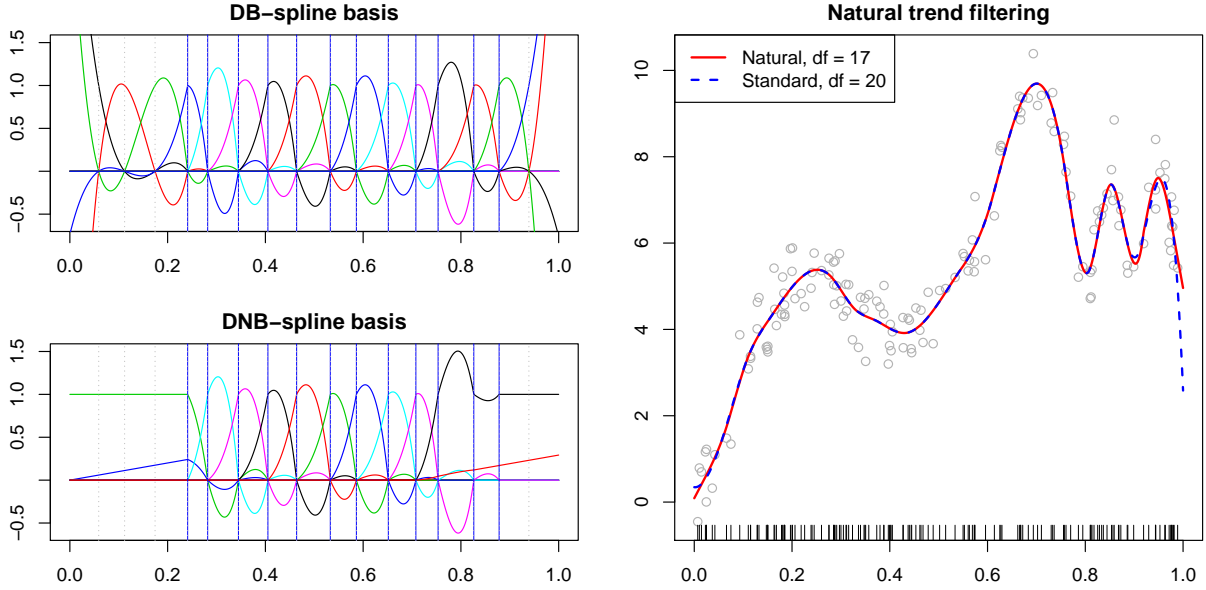 DB−spline basis
1.5
1.0
0.5
−0.5
0.0 0.2 0.4 0.6 0.8 1.0
DNB−spline basis
1.5
1.0
0.5
−0.5
0.0 0.2 0.4 0.6 0.8 1.0
Natural trend filtering
Natural, df = 17
Standard, df = 20
10
8
6
4
2
0
0.0 0.2 0.4 0.6 0.8 1.0